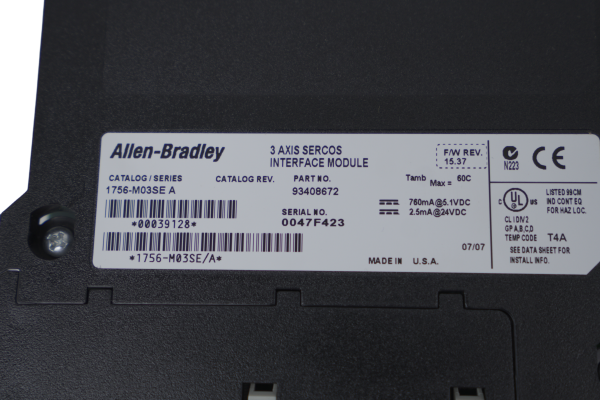 Allen-Bradley
3 AXIS SERCOS
INTERFACE MODULE
F/W REV.
15.37
N223
CE
CATALOG / SERIES
1756-M03SE A
CATALOG REV.
PART NO.
93408672
Tamb Max = 60C
760mA@5.1VDC
2.5mA@24VDC
SERIAL NO.
0047F423
*00039128*
*1756-M03SE/A*
07/07
MADE IN U.S.A.
C UL US
LISTED 99CM
IND CONT EQ
FOR HAZ LOC.
CL I DIV 2
GP A,B,C,D
TEMP CODE T4A
SEE DATA SHEET FOR
INSTALL INFO.